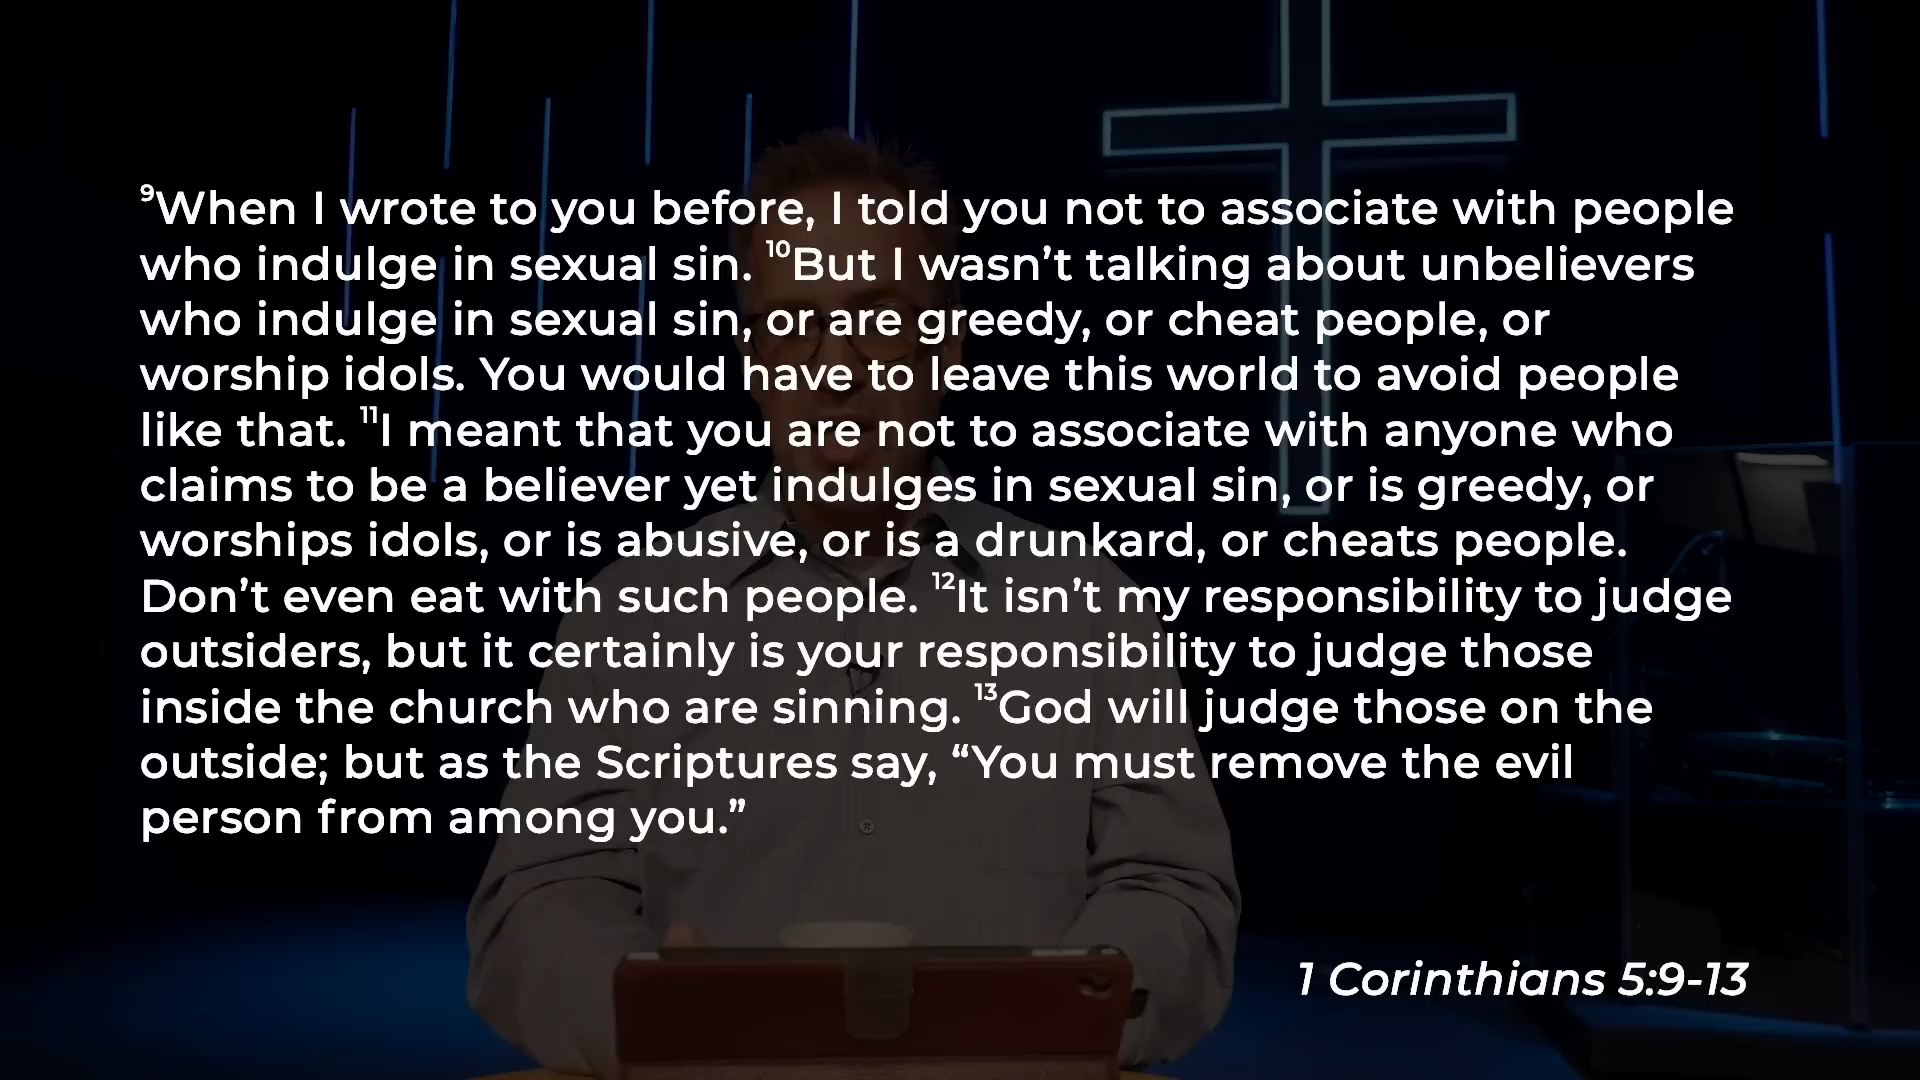 ⁹When I wrote to you before, I told you not to associate with people
who indulge in sexual sin. ¹⁰But I wasn’t talking about unbelievers
who indulge in sexual sin, or are greedy, or cheat people, or
worship idols. You would have to leave this world to avoid people
like that. ¹¹I meant that you are not to associate with anyone who
claims to be a believer yet indulges in sexual sin, or is greedy, or
worships idols, or is abusive, or is a drunkard, or cheats people.
Don’t even eat with such people. ¹²It isn’t my responsibility to judge
outsiders, but it certainly is your responsibility to judge those
inside the church who are sinning. ¹³God will judge those on the
outside; but as the Scriptures say, “You must remove the evil
person from among you.”
1 Corinthians 5:9-13